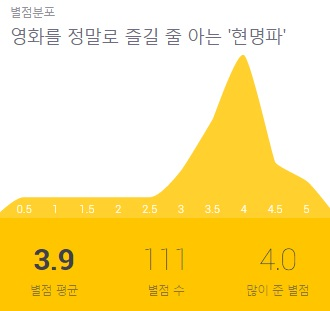 별점분포
영화를 정말로 즐길 줄 아는 '현명파'
0.5 1 1.5 2 2.5 3 3.5 4 4.5 5
3.9 111 4.0
별점 평균 별점 수 많이 준 별점